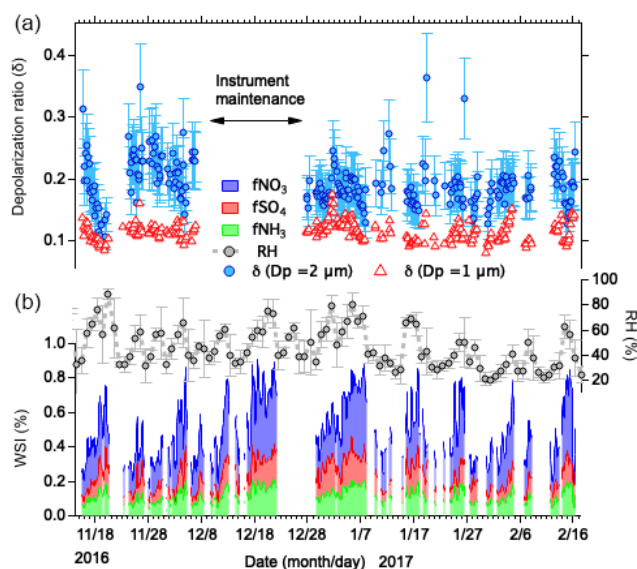 (a)
0.4
0.3
0.2
0.1
Depolarization ratio (δ)
Instrument
maintenance
fNO3
fSO4
fNH3
RH
δ (Dp = 2 μm)
δ (Dp = 1 μm)
(b)
100
80
60
40
20
RH (%)
1.0
0.8
0.6
0.4
0.2
0.0
WSI (%)
11/18 11/28 12/8 12/18 12/28 1/7 1/17 1/27 2/6 2/16
2016 Date (month/day) 2017